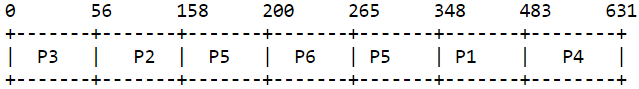 0       56      158     200     265     348     483      631
+-------+-------+-------+-------+-------+-------+--------+
|  P3   |   P2  |  P5   |  P6   | P5    | P1    |   P4   |
+-------+-------+-------+-------+-------+-------+--------+